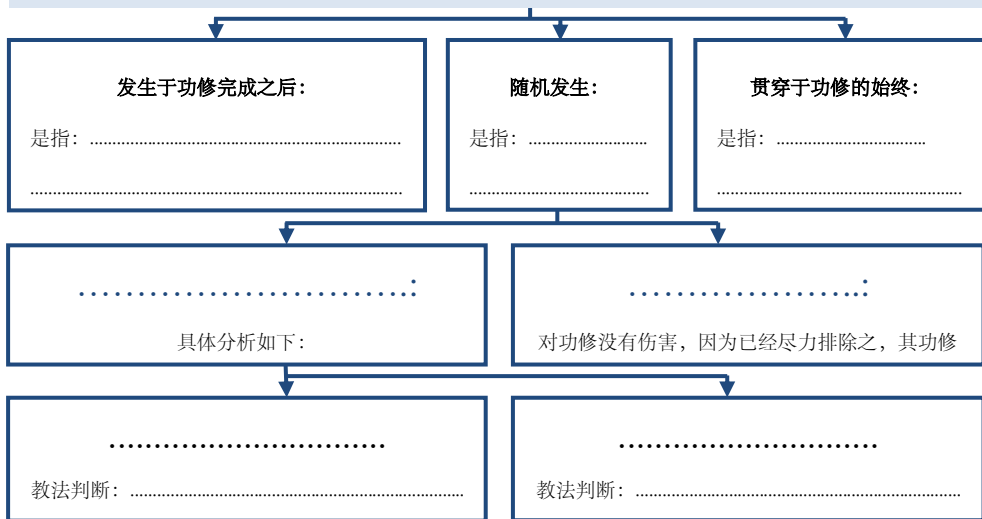 发生于功修完成之后：
是指：......................................................................
....................................................................................
随机发生：
是指：...........................
........................................
贯穿于功修的始终：
是指：.................................
.......................................................
............................:
具体分析如下：
.....................:
对功修没有伤害，因为已经尽力排除之，其功修
...............................
教法判断：...........................................................................
.............................
教法判断：.........................................................................